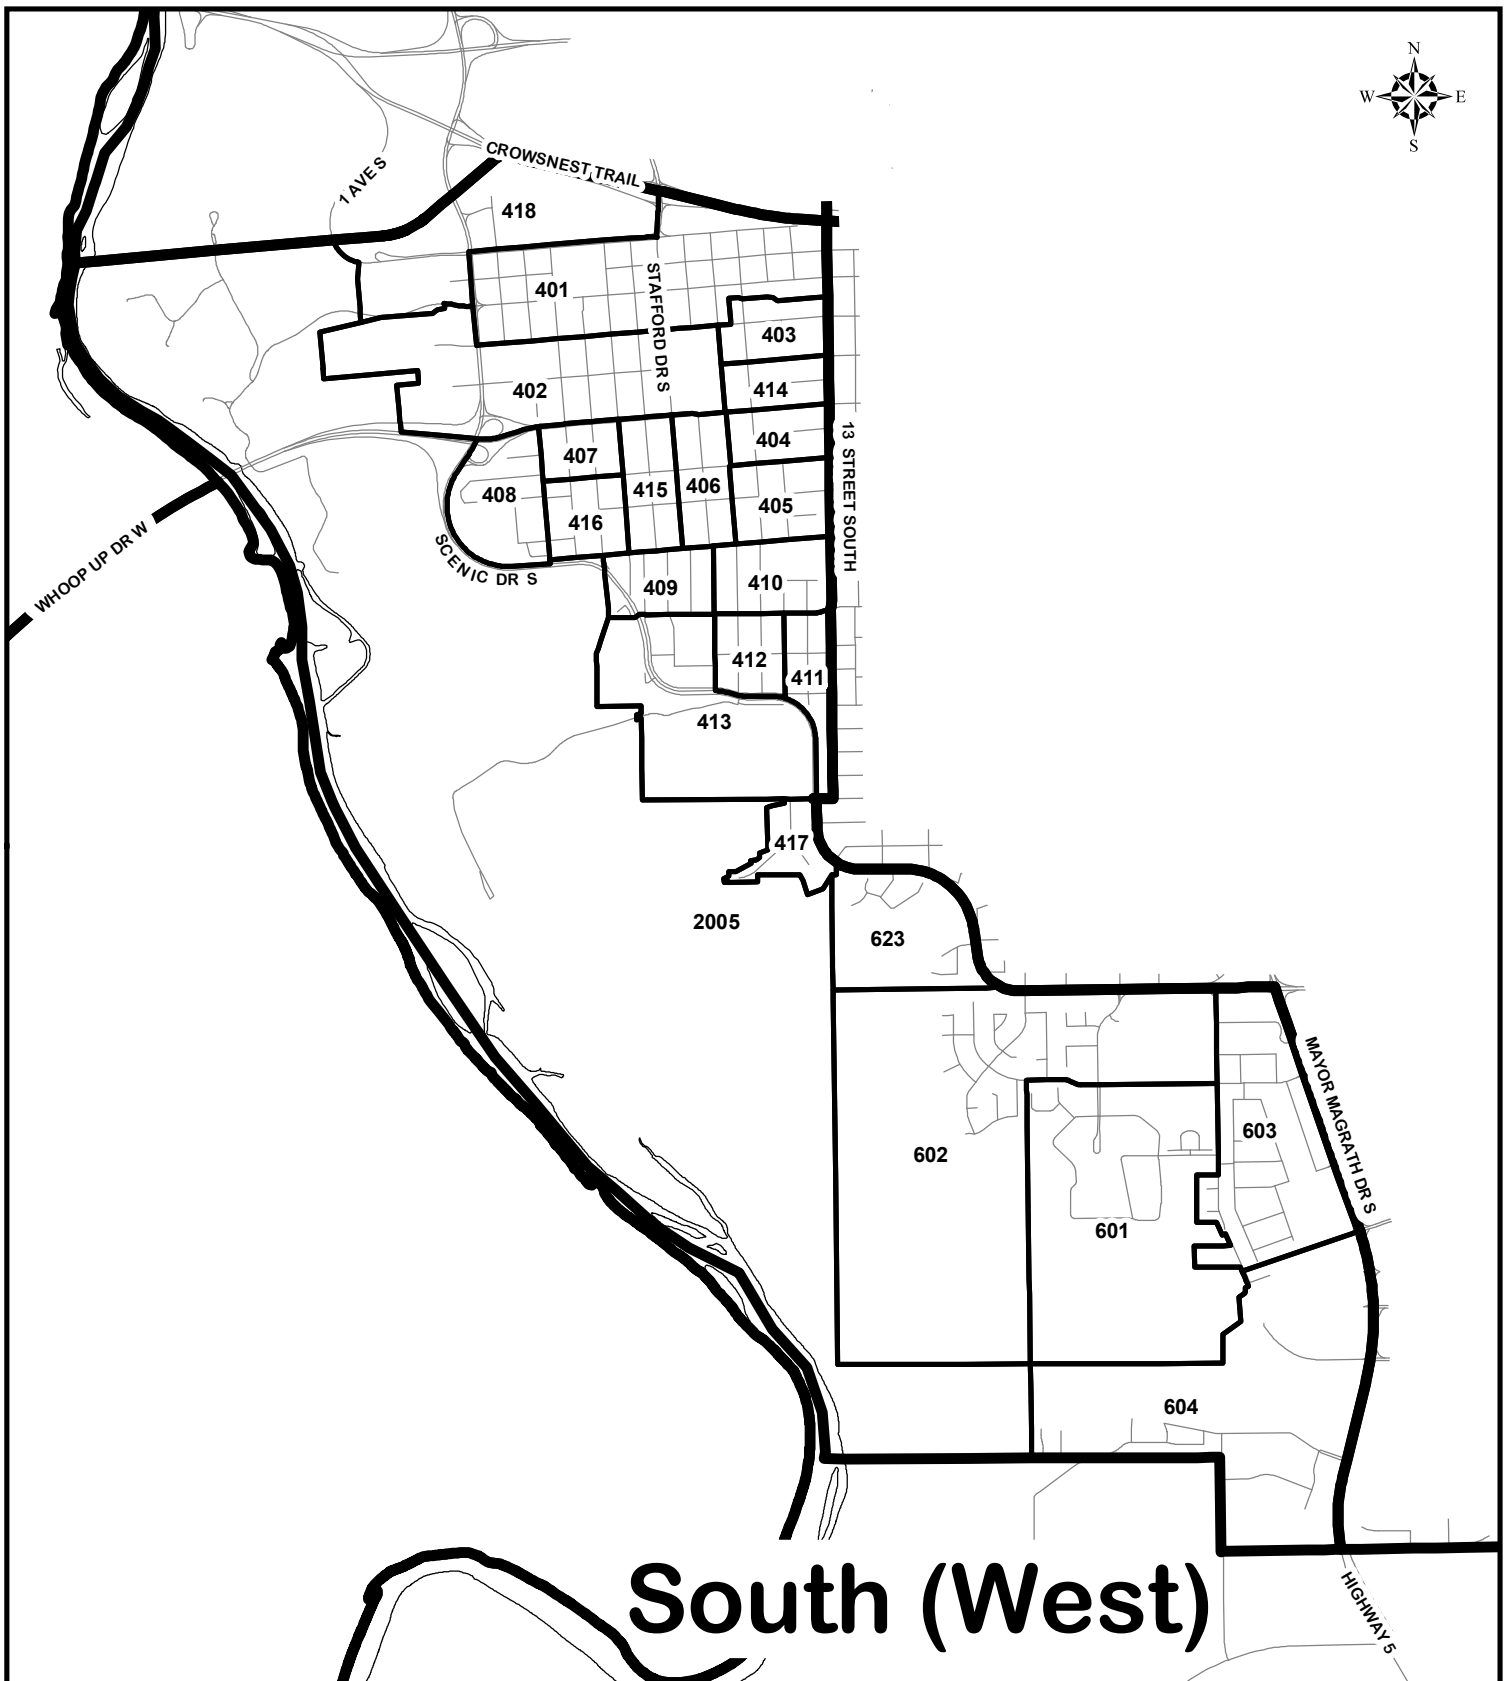 N
W E
S
CROWSNEST TRAIL
1 AVE S
418
STAFFORD DR S
401
403
402
414
13 STREET SOUTH
404
407
408
415
406
405
416
WHOOP UP DR W
SCENIC DR S
409
410
412
411
413
417
2005
623
MAYOR MAGRATH DR S
603
602
601
604
South (West)
HIGHWAY 5